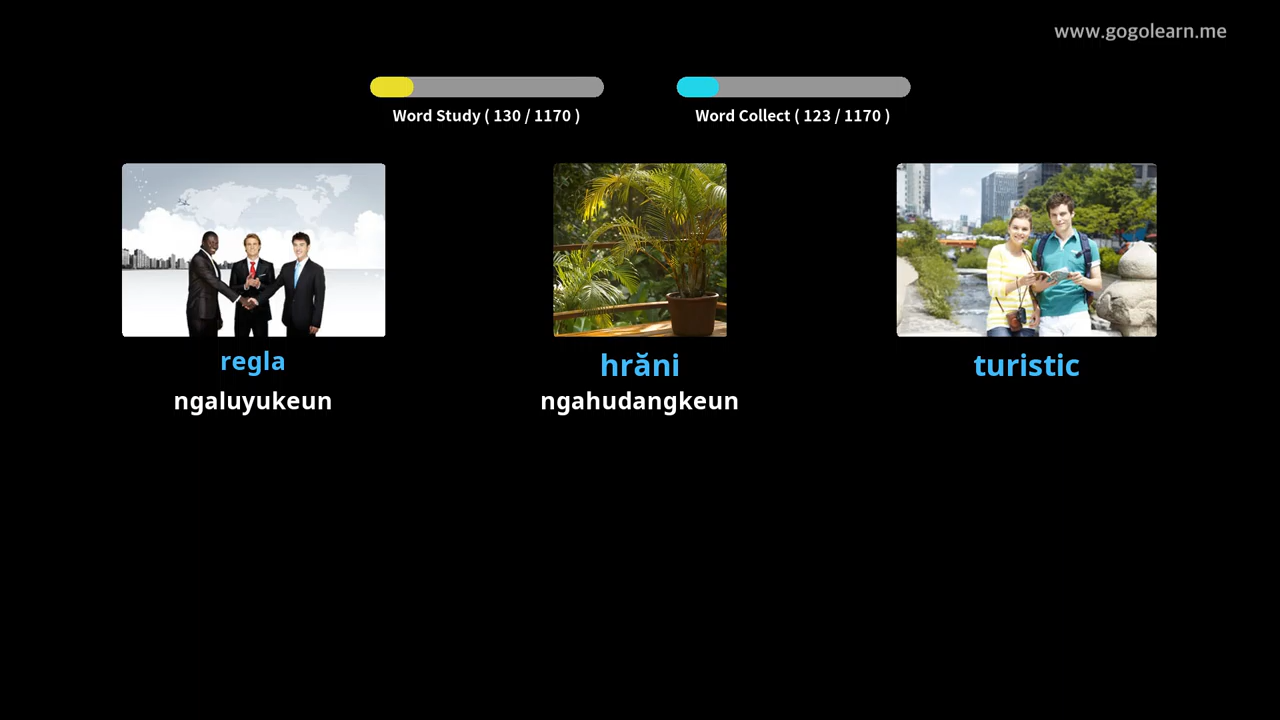 www.gogolearn.me
Word Study ( 130 / 1170 )
Word Collect ( 123 / 1170 )
regla
ngaluyukeun
hrăni
ngahudangkeun
turistic